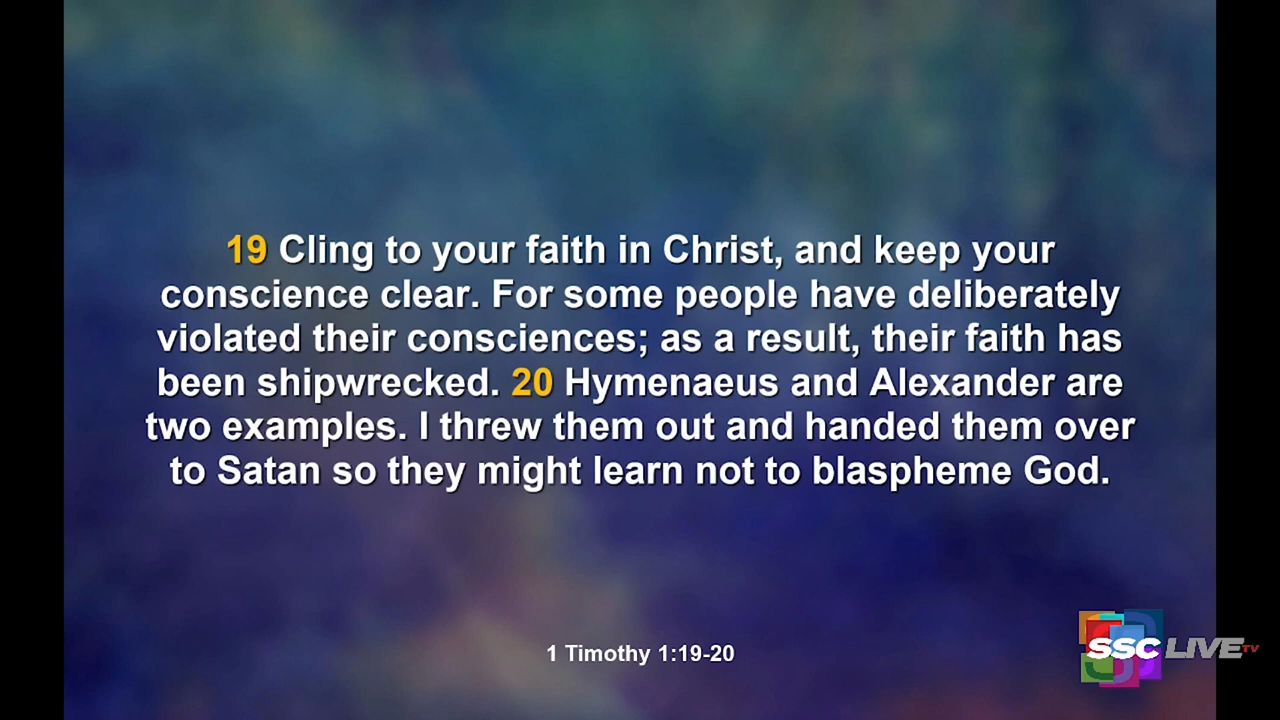 19 Cling to your faith in Christ, and keep your
conscience clear. For some people have deliberately
violated their consciences; as a result, their faith has
been shipwrecked. 20 Hymenaeus and Alexander are
two examples. I threw them out and handed them over
to Satan so they might learn not to blaspheme God.
1 Timothy 1:19-20
SSC LIVE TV